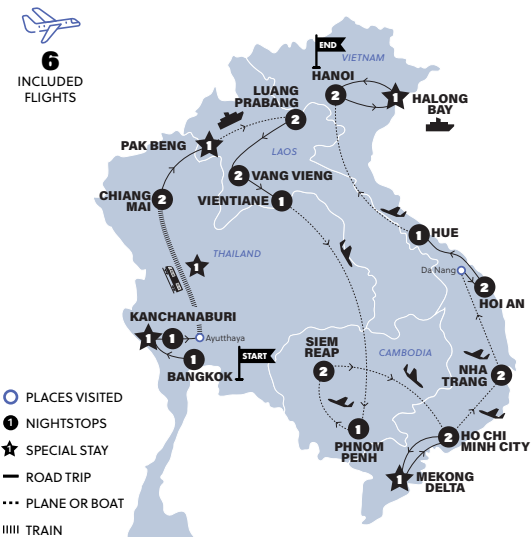 6
INCLUDED
FLIGHTS
END
VIETNAM
HANOI
2
1
HALONG
BAY
LUANG
PRABANG
2
PAK BENG
1
LAOS
2
VANG VIENG
CHIANG
MAI
2
VIENTIANE
1
1
HUE
THAILAND
1
Da Nang
2
HOI AN
KANCHANABURI
1
1
Ayutthaya
START
BANGKOK
1
SIEM
REAP
2
CAMBODIA
NHA
TRANG
2
PHNOM
PENH
1
2
HO CHI
MINH CITY
1
MEKONG
DELTA
PLACES VISITED
1
NIGHTSTOPS
1
SPECIAL STAY
ROAD TRIP
PLANE OR BOAT
TRAIN